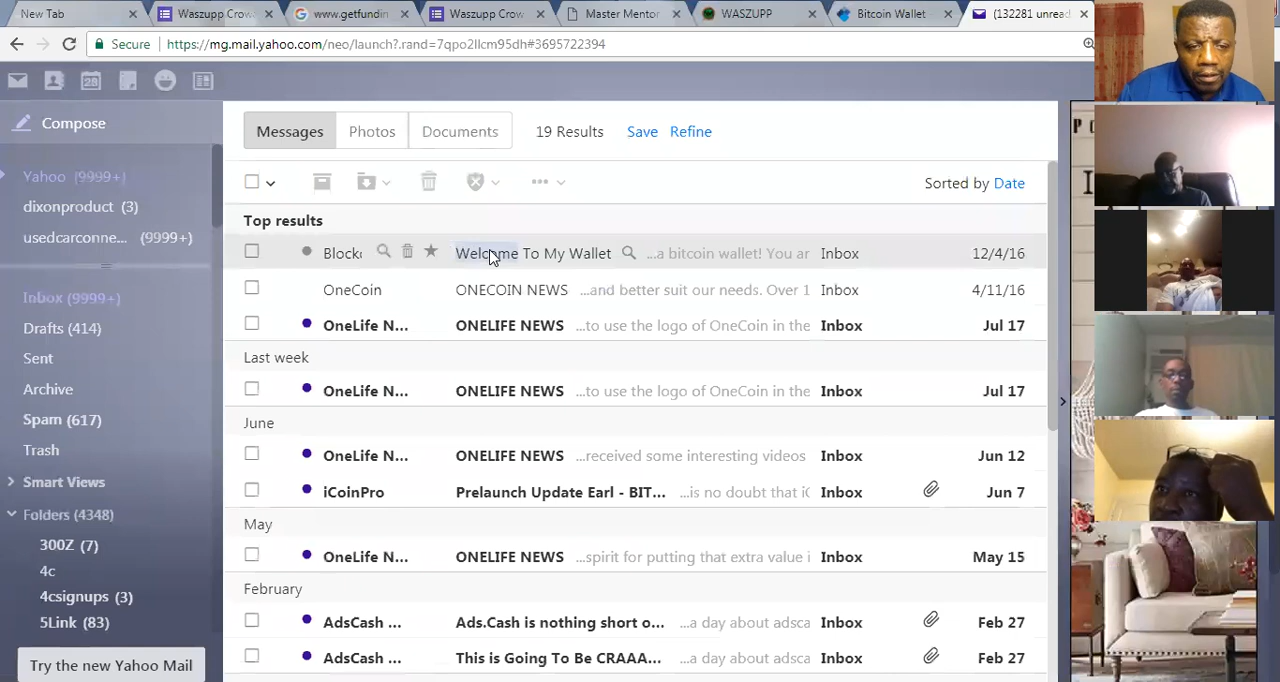 New Tab
Waszupp Crow
www.getfundin
Waszupp Crow
Master Mentor
WASZUPP
Bitcoin Wallet
(132281 unread
Secure https://mg.mail.yahoo.com/neo/launch?.rand=7qpo2llcm95dh#3695722394
28
Compose
Yahoo (9999+)
dixonproduct (3)
usedcarconne... (9999+)
Inbox (9999+)
Drafts (414)
Sent
Archive
Spam (617)
Trash
Smart Views
Folders (4348)
300Z (7)
4c
4csignups (3)
5Link (83)
Try the new Yahoo Mail
Messages Photos Documents 19 Results Save Refine
Sorted by Date
Top results
Blockc Welcome To My Wallet ...a bitcoin wallet! You ar Inbox 12/4/16
OneCoin ONECOIN NEWS ...and better suit our needs. Over 1 Inbox 4/11/16
OneLife N... ONELIFE NEWS ...to use the logo of OneCoin in the Inbox Jul 17
Last week
OneLife N... ONELIFE NEWS ...to use the logo of OneCoin in the Inbox Jul 17
June
OneLife N... ONELIFE NEWS ...received some interesting videos Inbox Jun 12
iCoinPro Prelaunch Update Earl - BIT... ...is no doubt that iC Inbox Jun 7
May
OneLife N... ONELIFE NEWS ...spirit for putting that extra value i Inbox May 15
February
AdsCash ... Ads.Cash is nothing short o... ...a day about adsca Inbox Feb 27
AdsCash ... This is Going To Be CRAAA... ...a day about adsca Inbox Feb 27